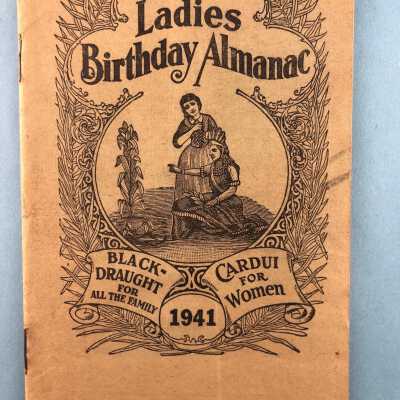 Ladies
Birthday Almanac
BLACK-
DRAUGHT
FOR
ALL THE FAMILY
CARDUI
FOR
Women
1941